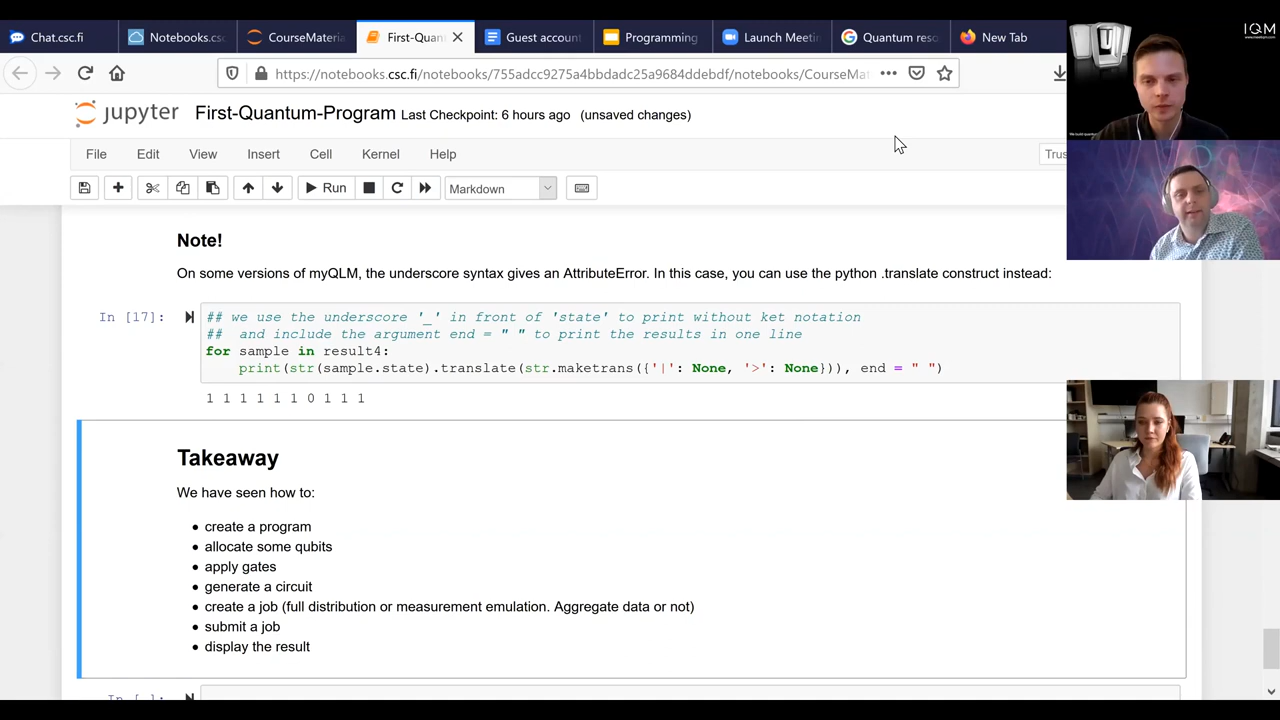 Chat.csc.fi
Notebooks.csc
CourseMateria
First-Quan
Guest accoun
Programming
Launch Meeti
Quantum reso
New Tab
https://notebooks.csc.fi/notebooks/755adcc9275a4bbdadc25a9684ddebdf/notebooks/CourseMat
IQM
jupyter First-Quantum-Program Last Checkpoint: 6 hours ago (unsaved changes)
File Edit View Insert Cell Kernel Help Trus
Run Markdown
Note!
On some versions of myQLM, the underscore syntax gives an AttributeError. In this case, you can use the python .translate construct instead:
In [17]:
## we use the underscore '_' in front of 'state' to print without ket notation
## and include the argument end = " " to print the results in one line
for sample in result4:
print(str(sample.state).translate(str.maketrans({'|': None, '>': None})), end = " ")
1 1 1 1 1 1 0 1 1 1
Takeaway
We have seen how to:
• create a program
• allocate some qubits
• apply gates
• generate a circuit
• create a job (full distribution or measurement emulation. Aggregate data or not)
• submit a job
• display the result
In [ ]: